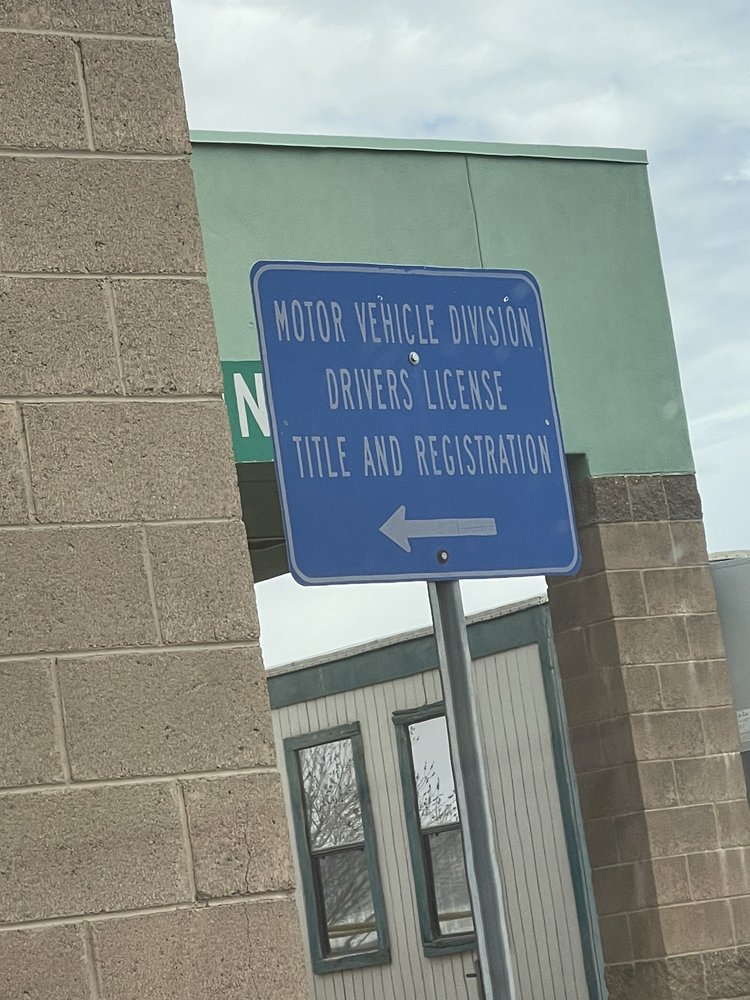 MOTOR VEHICLE DIVISION
DRIVERS LICENSE
TITLE AND REGISTRATION
N